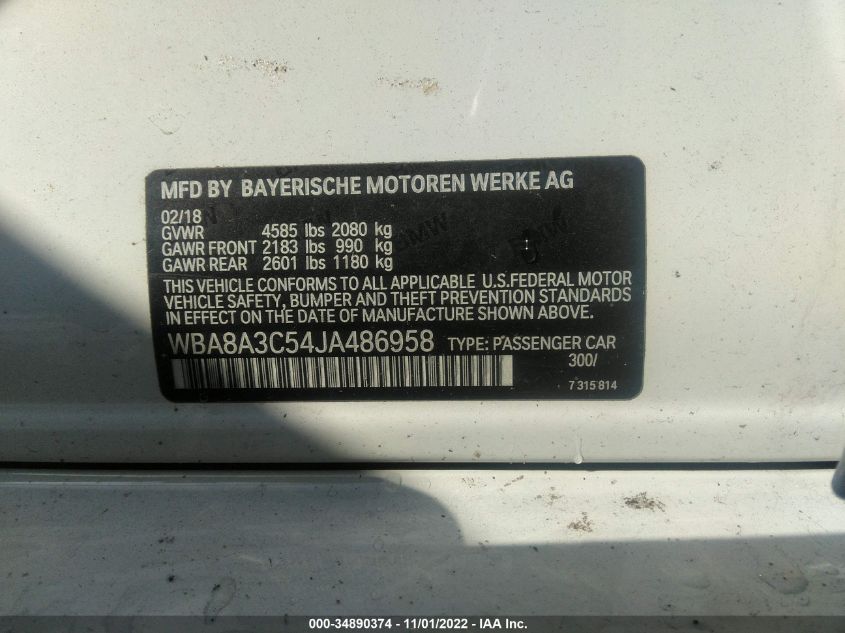 MFD BY BAYERISCHE MOTOREN WERKE AG
02/18
GVWR 4585 lbs 2080 kg
GAWR FRONT 2183 lbs 990 kg
GAWR REAR 2601 lbs 1180 kg
THIS VEHICLE CONFORMS TO ALL APPLICABLE U.S.FEDERAL MOTOR
VEHICLE SAFETY, BUMPER AND THEFT PREVENTION STANDARDS
IN EFFECT ON THE DATE OF MANUFACTURE SHOWN ABOVE.
WBA8A3C54JA486958 TYPE: PASSENGER CAR
300/
7 315 814
000-34890374 - 11/01/2022 - IAA Inc.